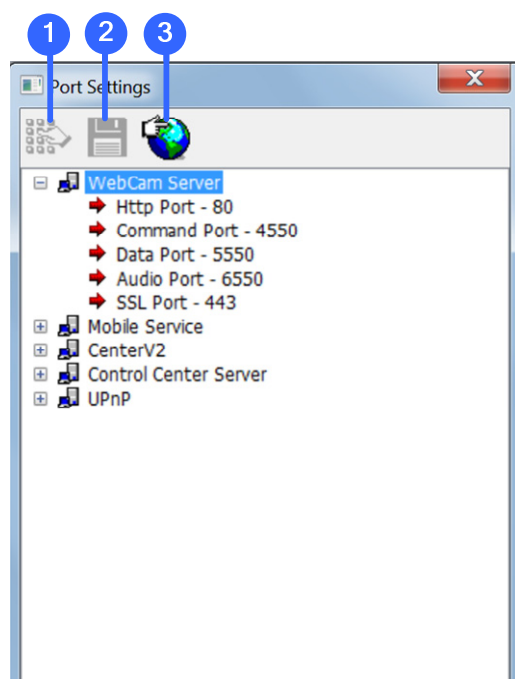 1 2 3
Port Settings
WebCam Server
Http Port - 80
Command Port - 4550
Data Port - 5550
Audio Port - 6550
SSL Port - 443
Mobile Service
CenterV2
Control Center Server
UPnP